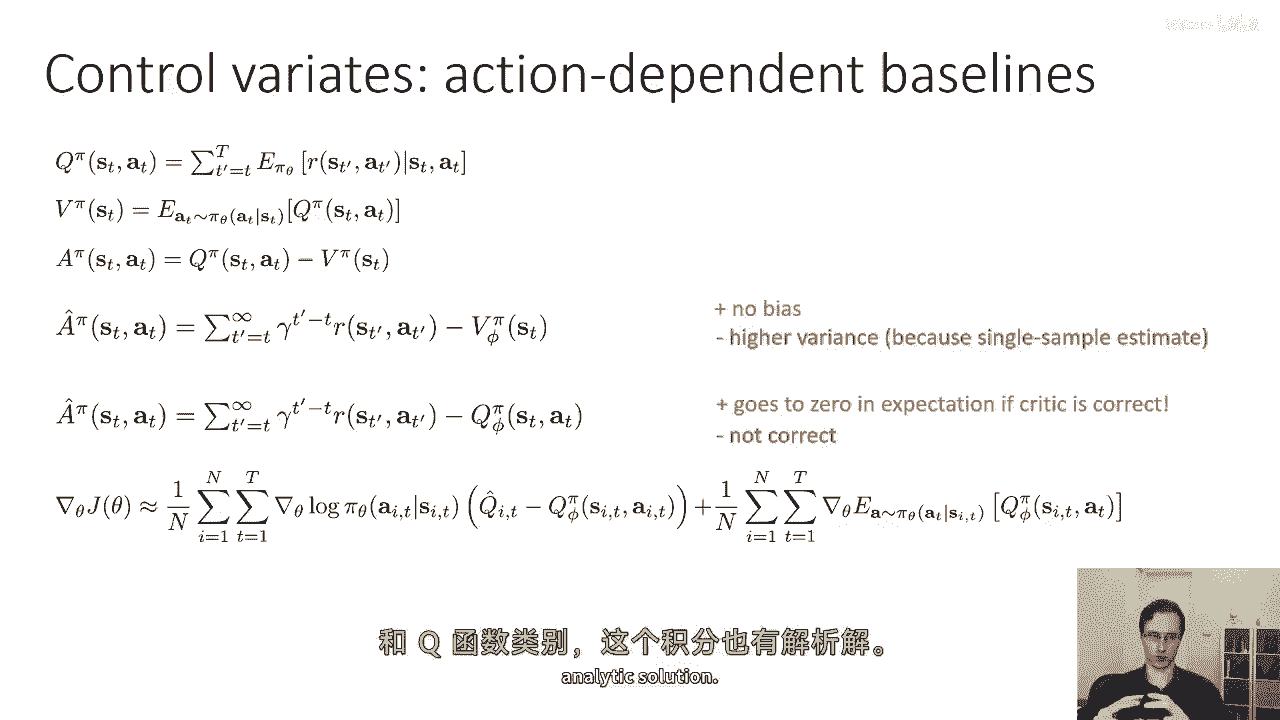 Control variates: action-dependent baselines
$Q^\pi(\mathbf{s}_t, \mathbf{a}_t) = \sum_{t'=t}^{T} E_{\pi_\theta}[r(\mathbf{s}_{t'}, \mathbf{a}_{t'})|\mathbf{s}_t, \mathbf{a}_t]$
$V^\pi(\mathbf{s}_t) = E_{\mathbf{a}_t \sim \pi_\theta(\mathbf{a}_t|\mathbf{s}_t)}[Q^\pi(\mathbf{s}_t, \mathbf{a}_t)]$
$A^\pi(\mathbf{s}_t, \mathbf{a}_t) = Q^\pi(\mathbf{s}_t, \mathbf{a}_t) - V^\pi(\mathbf{s}_t)$
$\hat{A}^\pi(\mathbf{s}_t, \mathbf{a}_t) = \sum_{t'=t}^{\infty} \gamma^{t'-t} r(\mathbf{s}_{t'}, \mathbf{a}_{t'}) - V_\phi^\pi(\mathbf{s}_t)$
+ no bias
- higher variance (because single-sample estimate)
$\hat{A}^\pi(\mathbf{s}_t, \mathbf{a}_t) = \sum_{t'=t}^{\infty} \gamma^{t'-t} r(\mathbf{s}_{t'}, \mathbf{a}_{t'}) - Q_\phi^\pi(\mathbf{s}_t, \mathbf{a}_t)$
+ goes to zero in expectation if critic is correct!
- not correct
$\nabla_\theta J(\theta) \approx \frac{1}{N} \sum_{i=1}^{N} \sum_{t=1}^{T} \nabla_\theta \log \pi_\theta(\mathbf{a}_{i,t}|\mathbf{s}_{i,t}) \left(\hat{Q}_{i,t} - Q_\phi^\pi(\mathbf{s}_{i,t}, \mathbf{a}_{i,t})\right) + \frac{1}{N} \sum_{i=1}^{N} \sum_{t=1}^{T} \nabla_\theta E_{\mathbf{a} \sim \pi_\theta(\mathbf{a}_t|\mathbf{s}_{i,t})} \left[Q_\phi^\pi(\mathbf{s}_{i,t}, \mathbf{a}_t)\right]$
和 Q 函数类别，这个积分也有解析解。
analytic solution.